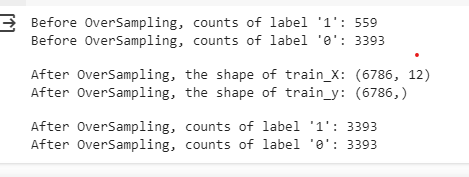 Before OverSampling, counts of label '1': 559
Before OverSampling, counts of label '0': 3393
After OverSampling, the shape of train_X: (6786, 12)
After OverSampling, the shape of train_y: (6786,)
After OverSampling, counts of label '1': 3393
After OverSampling, counts of label '0': 3393